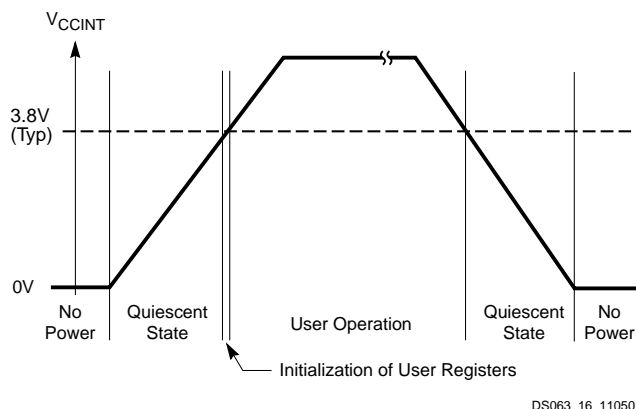 VCCINT
3.8V
(Typ)
0V
No
Power
Quiescent
State
User Operation
Quiescent
State
No
Power
Initialization of User Registers
DS063_16_11050